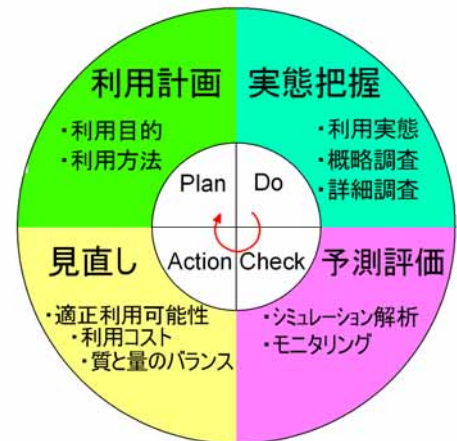 利用計画
・利用目的
・利用方法
Plan
実態把握
・利用実態
・概略調査
・詳細調査
Do
予測評価
・シミュレーション解析
・モニタリング
Check
見直し
・適正利用可能性
・利用コスト
・質と量のバランス
Action